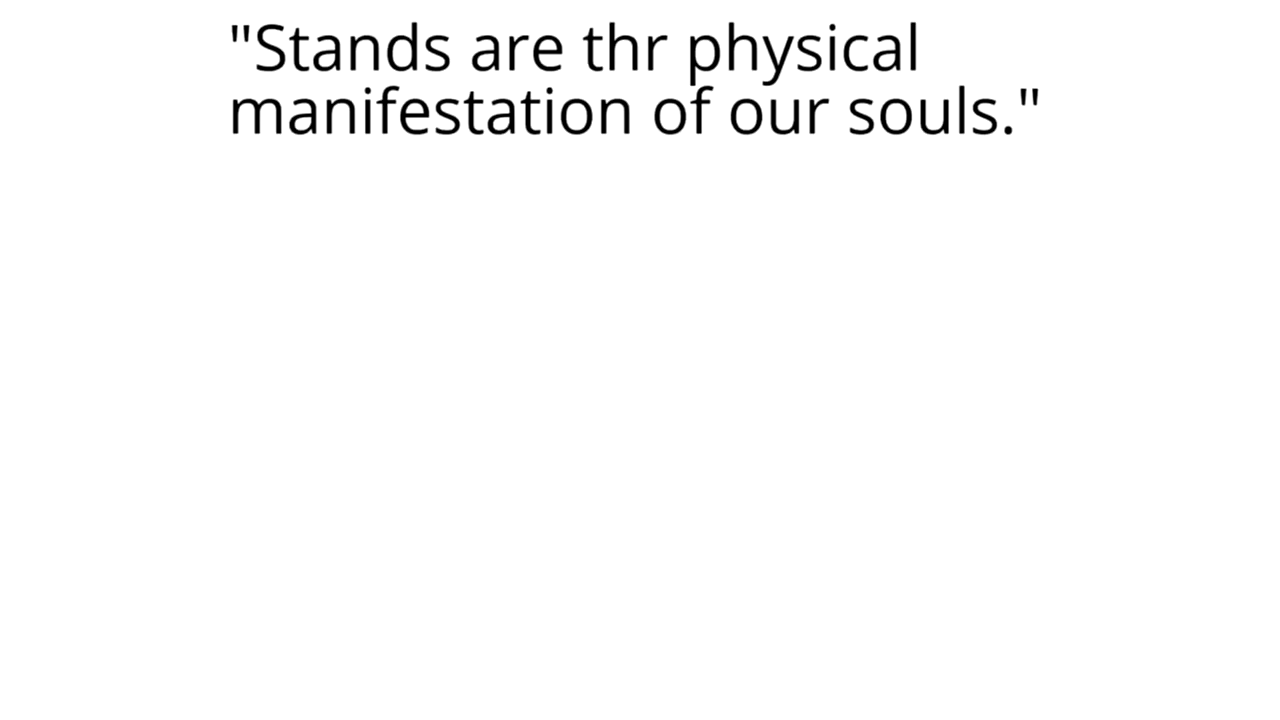 "Stands are thr physical
manifestation of our souls."